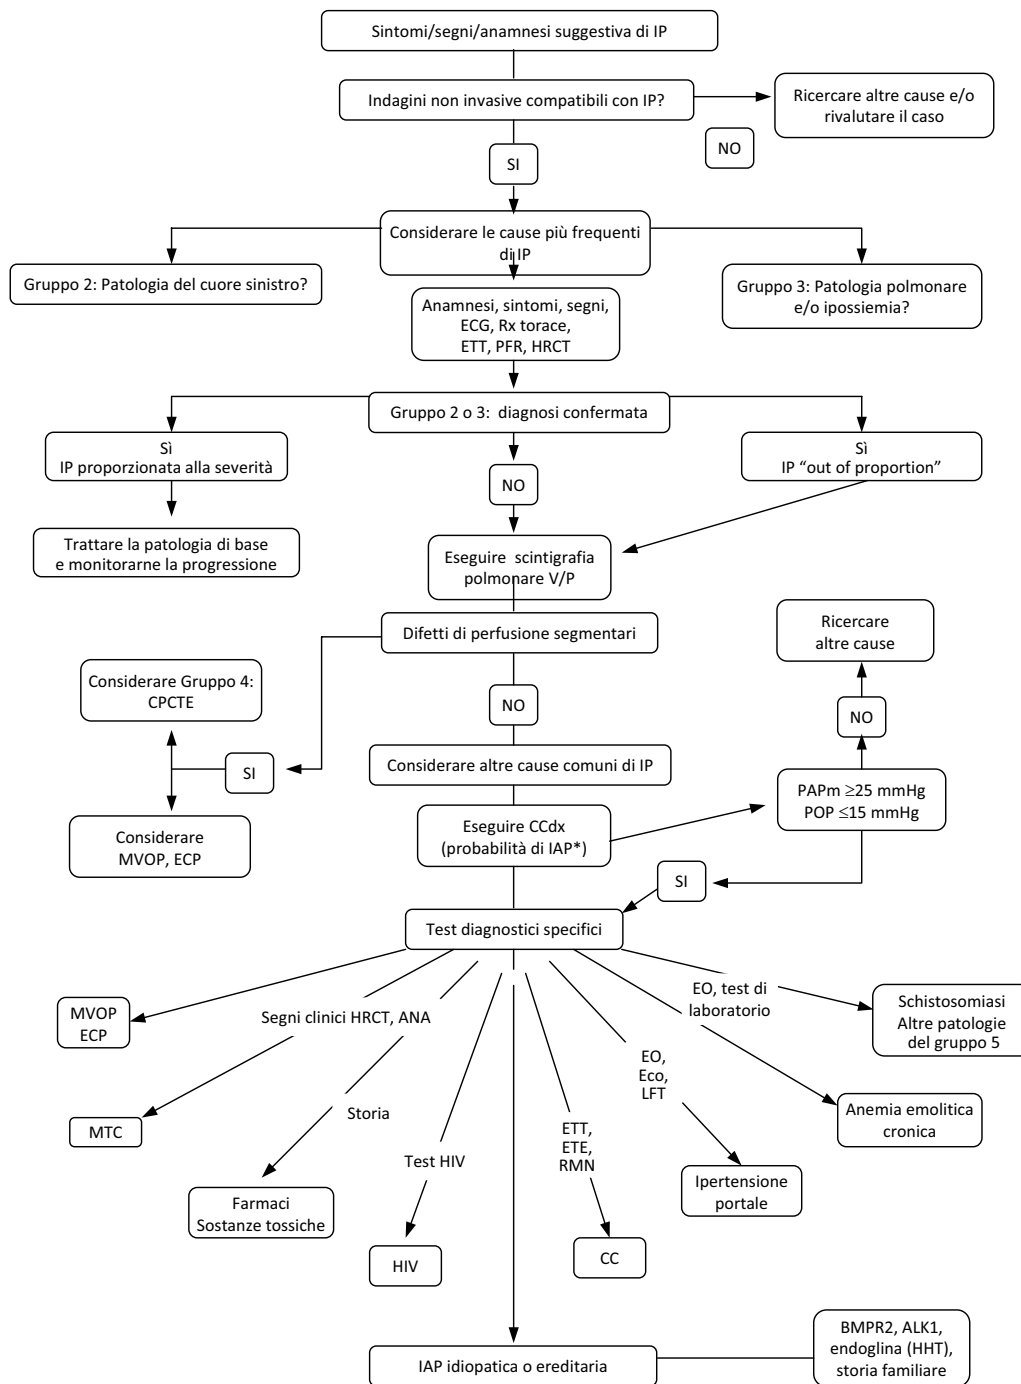 Sintomi/segni/anamnesi suggestiva di IP
Indagini non invasive compatibili con IP?
Ricercare altre cause e/o
rivalutare il caso
NO
SI
Considerare le cause più frequenti
di IP
Gruppo 2: Patologia del cuore sinistro?
Gruppo 3: Patologia polmonare
e/o ipossiemia?
Anamnesi, sintomi, segni,
ECG, Rx torace,
ETT, PFR, HRCT
Gruppo 2 o 3:  diagnosi confermata
Sì
IP proporzionata alla severità
Sì
IP “out of proportion”
NO
Trattare la patologia di base
e monitorarne la progressione
Eseguire  scintigrafia
polmonare V/P
Difetti di perfusione segmentari
Ricercare
altre cause
Considerare Gruppo 4:
CPCTE
NO
NO
SI
Considerare altre cause comuni di IP
PAPm ≥25 mmHg
POP ≤15 mmHg
Considerare
MVOP, ECP
Eseguire CCdx
(probabilità di IAP*)
SI
Test diagnostici specifici
MVOP
ECP
Segni clinici HRCT, ANA
EO, test di
laboratorio
Schistosomiasi
Altre patologie
del gruppo 5
EO,
Eco,
LFT
MTC
Storia
Anemia emolitica
cronica
Test HIV
ETT,
ETE,
RMN
Farmaci
Sostanze tossiche
Ipertensione
portale
HIV
CC
IAP idiopatica o ereditaria
BMPR2, ALK1,
endoglina (HHT),
storia familiare